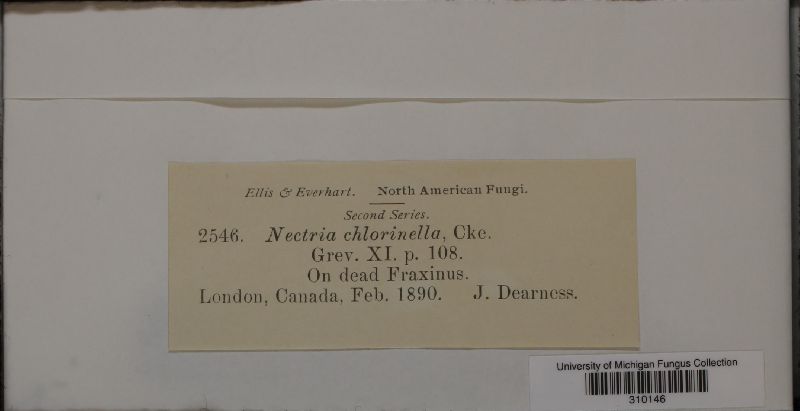 Ellis & Everhart. North American Fungi.
Second Series.
2546. Nectria chlorinella, Cke.
Grev. XI. p. 108.
On dead Fraxinus.
London, Canada, Feb. 1890. J. Dearness.
University of Michigan Fungus Collection
310146